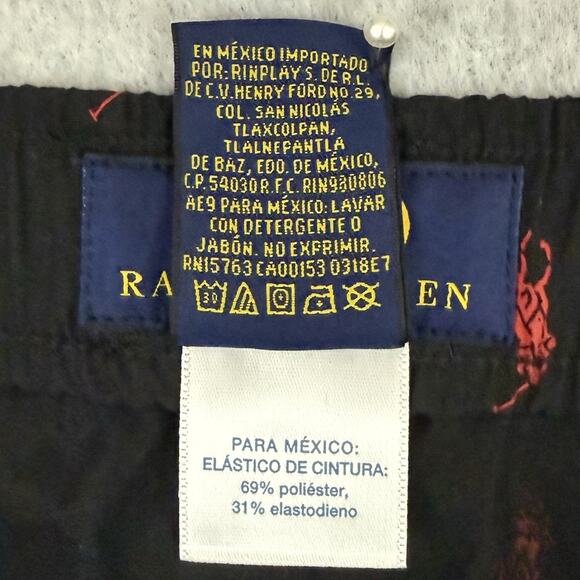 EN MÉXICO IMPORTADO
POR: RINPLAY S. DE R.L.
DE C.V. HENRY FORD NO. 29,
COL. SAN NICOLÁS
TLAXCOLPAN,
TLALNEPANTLA
DE BAZ, EDO. DE MÉXICO,
C.P. 54030 R.F.C. RIN980806
AE9 PARA MÉXICO: LAVAR
CON DETERGENTE O
JABÓN. NO EXPRIMIR.
RN15763 CA00153 0318E7
30
RA EN
PARA MÉXICO:
ELÁSTICO DE CINTURA:
69% poliéster,
31% elastodieno